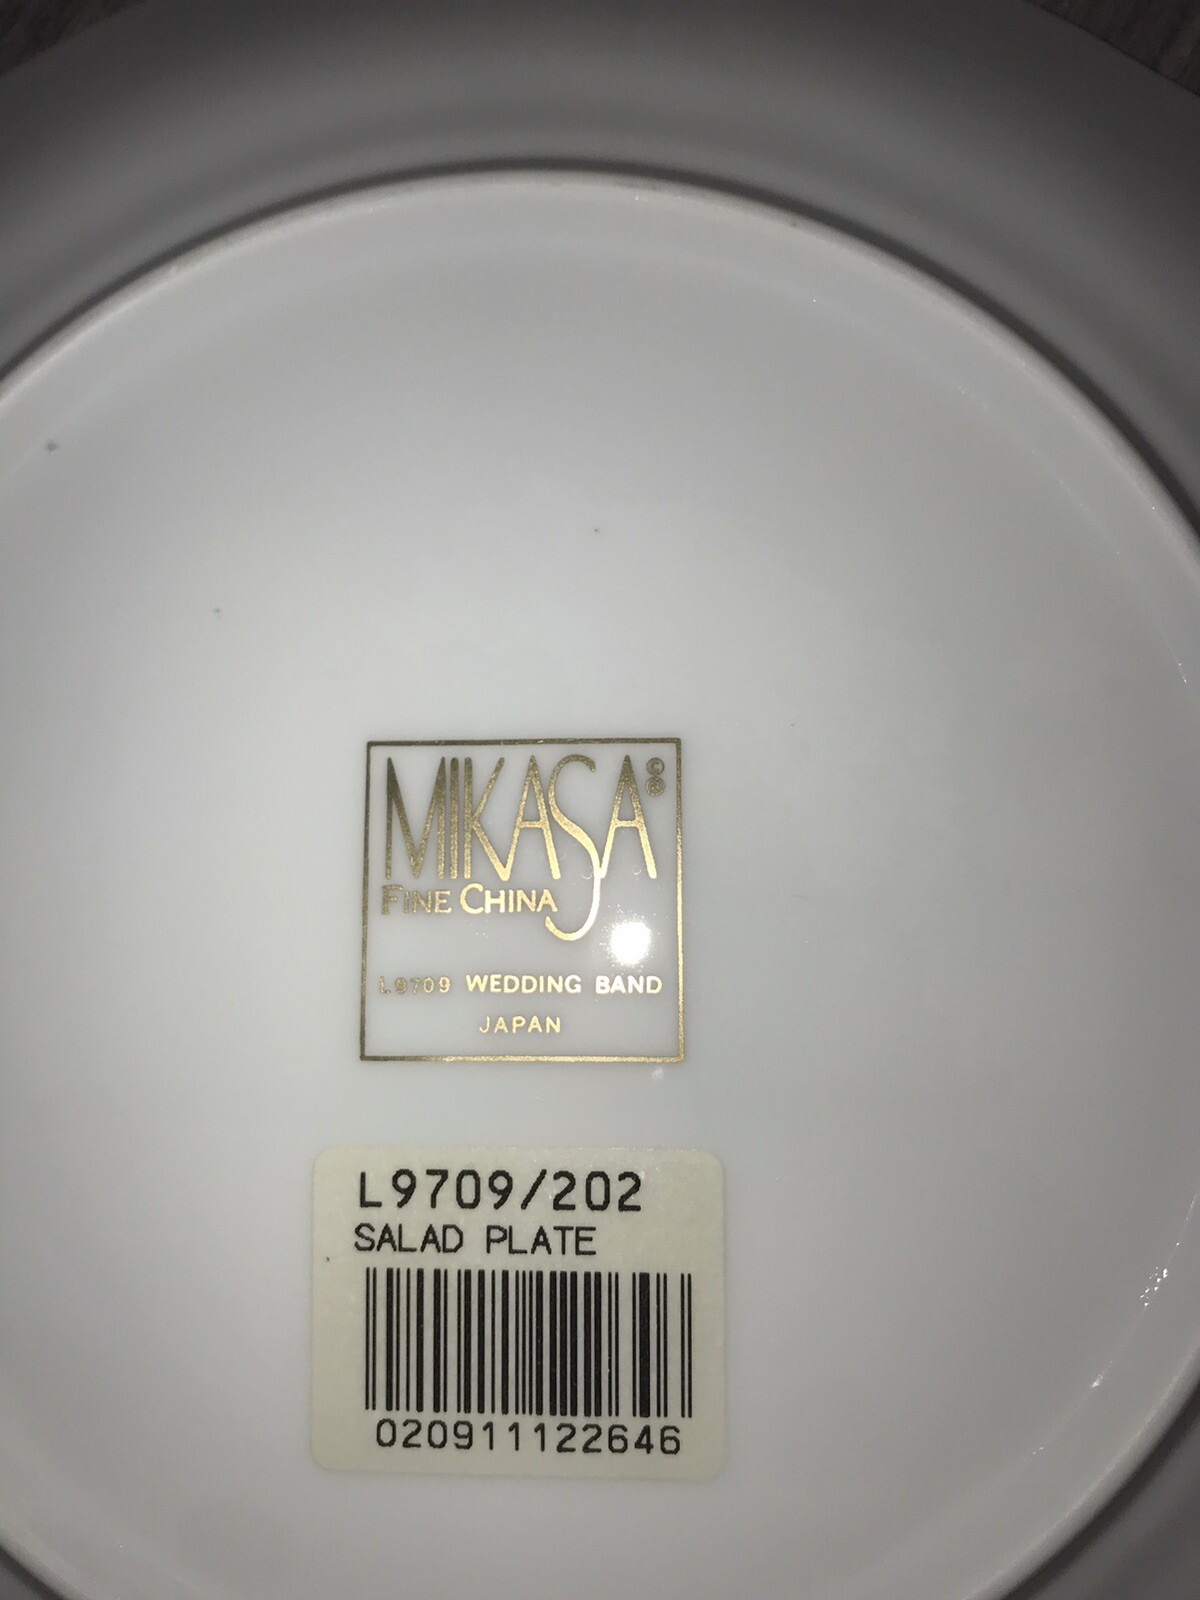 MIKASA©®
FINE CHINA
L9709 WEDDING BAND
JAPAN
L9709/202
SALAD PLATE
020911122646